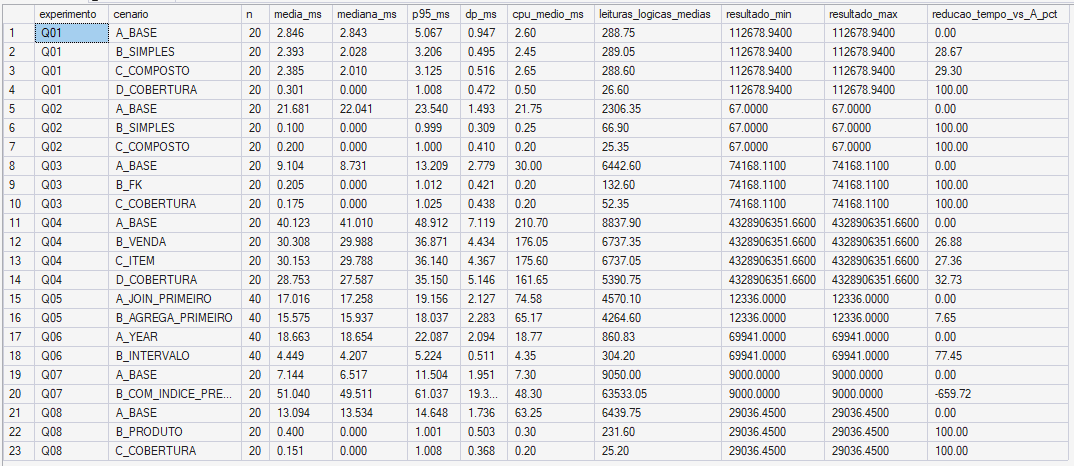 experimento cenario n media_ms mediana_ms p95_ms dp_ms cpu_medio_ms leituras_logicas_medias resultado_min resultado_max reducao_tempo_vs_A_pct
1 Q01 A_BASE 20 2.846 2.843 5.067 0.947 2.60 288.75 112678.9400 112678.9400 0.00
2 Q01 B_SIMPLES 20 2.393 2.028 3.206 0.495 2.45 289.05 112678.9400 112678.9400 28.67
3 Q01 C_COMPOSTO 20 2.385 2.010 3.125 0.516 2.65 288.60 112678.9400 112678.9400 29.30
4 Q01 D_COBERTURA 20 0.301 0.000 1.008 0.472 0.50 26.60 112678.9400 112678.9400 100.00
5 Q02 A_BASE 20 21.681 22.041 23.540 1.493 21.75 2306.35 67.0000 67.0000 0.00
6 Q02 B_SIMPLES 20 0.100 0.000 0.999 0.309 0.25 66.90 67.0000 67.0000 100.00
7 Q02 C_COMPOSTO 20 0.200 0.000 1.000 0.410 0.20 25.35 67.0000 67.0000 100.00
8 Q03 A_BASE 20 9.104 8.731 13.209 2.779 30.00 6442.60 74168.1100 74168.1100 0.00
9 Q03 B_FK 20 0.205 0.000 1.012 0.421 0.20 132.60 74168.1100 74168.1100 100.00
10 Q03 C_COBERTURA 20 0.175 0.000 1.025 0.438 0.20 52.35 74168.1100 74168.1100 100.00
11 Q04 A_BASE 20 40.123 41.010 48.912 7.119 210.70 8837.90 4328906351.6600 4328906351.6600 0.00
12 Q04 B_VENDA 20 30.308 29.988 36.871 4.434 176.05 6737.35 4328906351.6600 4328906351.6600 26.88
13 Q04 C_ITEM 20 30.153 29.788 36.140 4.367 175.60 6737.05 4328906351.6600 4328906351.6600 27.36
14 Q04 D_COBERTURA 20 28.753 27.587 35.150 5.146 161.65 5390.75 4328906351.6600 4328906351.6600 32.73
15 Q05 A_JOIN_PRIMEIRO 40 17.016 17.258 19.156 2.127 74.58 4570.10 12336.0000 12336.0000 0.00
16 Q05 B_AGREGA_PRIMEIRO 40 15.575 15.937 18.037 2.283 65.17 4264.60 12336.0000 12336.0000 7.65
17 Q06 A_YEAR 40 18.663 18.654 22.087 2.094 18.77 860.83 69941.0000 69941.0000 0.00
18 Q06 B_INTERVALO 40 4.449 4.207 5.224 0.511 4.35 304.20 69941.0000 69941.0000 77.45
19 Q07 A_BASE 20 7.144 6.517 11.504 1.951 7.30 9050.00 9000.0000 9000.0000 0.00
20 Q07 B_COM_INDICE_PRE... 20 51.040 49.511 61.037 19.3... 48.30 63533.05 9000.0000 9000.0000 -659.72
21 Q08 A_BASE 20 13.094 13.534 14.648 1.736 63.25 6439.75 29036.4500 29036.4500 0.00
22 Q08 B_PRODUTO 20 0.400 0.000 1.001 0.503 0.30 231.60 29036.4500 29036.4500 100.00
23 Q08 C_COBERTURA 20 0.151 0.000 1.008 0.368 0.20 25.20 29036.4500 29036.4500 100.00